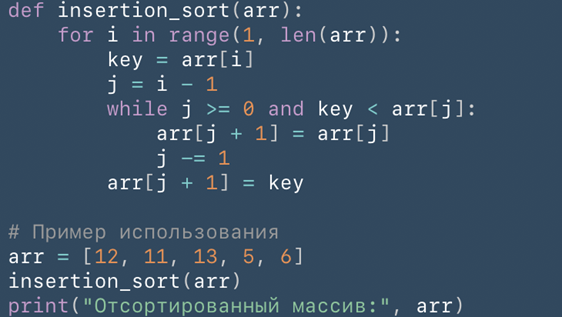 def insertion_sort(arr):
    for i in range(1, len(arr)):
        key = arr[i]
        j = i - 1
        while j >= 0 and key < arr[j]:
            arr[j + 1] = arr[j]
            j -= 1
        arr[j + 1] = key

# Пример использования
arr = [12, 11, 13, 5, 6]
insertion_sort(arr)
print("Отсортированный массив:", arr)